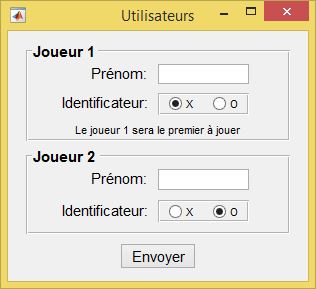 Utilisateurs
Joueur 1
Prénom:
Identificateur: X O
Le joueur 1 sera le premier à jouer
Joueur 2
Prénom:
Identificateur: X O
Envoyer